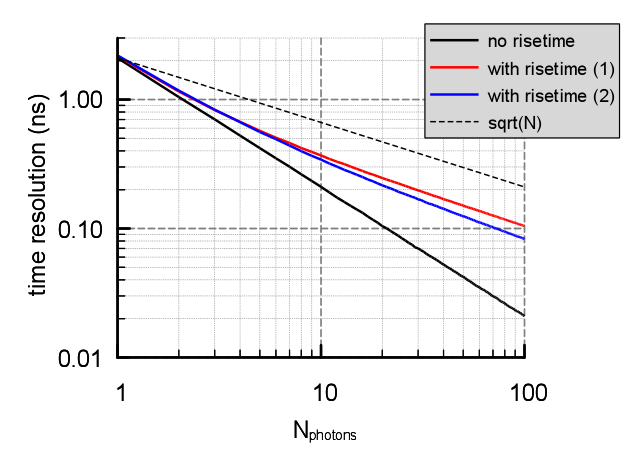 no risetime
with risetime (1)
with risetime (2)
sqrt(N)
time resolution (ns)
1.00
0.10
0.01
1 10 100
Nphotons